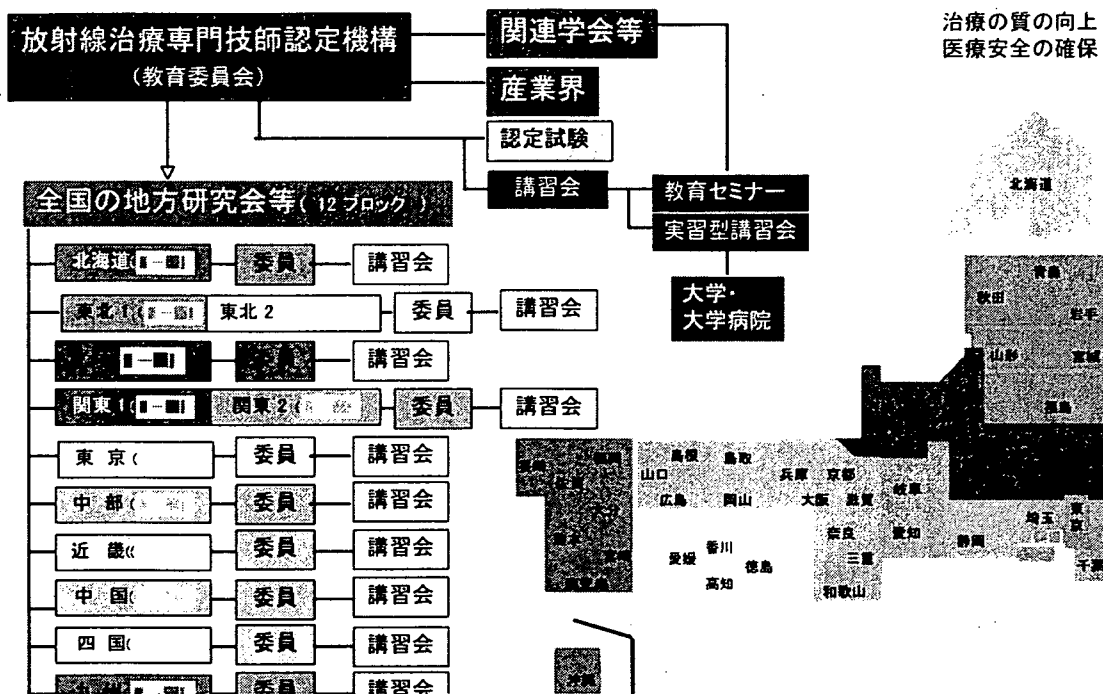 放射線治療専門技師認定機構
(教育委員会)
関連学会等
産業界
認定試験
講習会
教育セミナー
実習型講習会
大学・
大学病院
治療の質の向上
医療安全の確保
全国の地方研究会等(12ブロック)
北海道( 委員 講習会
東北1( 東北2 委員 講習会
講習会
関東1( 関東2( 委員 講習会
東京( 委員 講習会
中部( 委員 講習会
近畿( 委員 講習会
中国( 委員 講習会
四国( 委員 講習会
九州( 委員 講習会
北海道
青森
秋田
岩手
山形 宮城
福島
島根 鳥取
山口
広島 岡山
兵庫 京都
大阪 滋賀
岐阜
奈良 愛知
三重
和歌山
静岡
埼玉
東京
千葉
香川
愛媛 徳島
高知
福岡
宮崎
沖縄